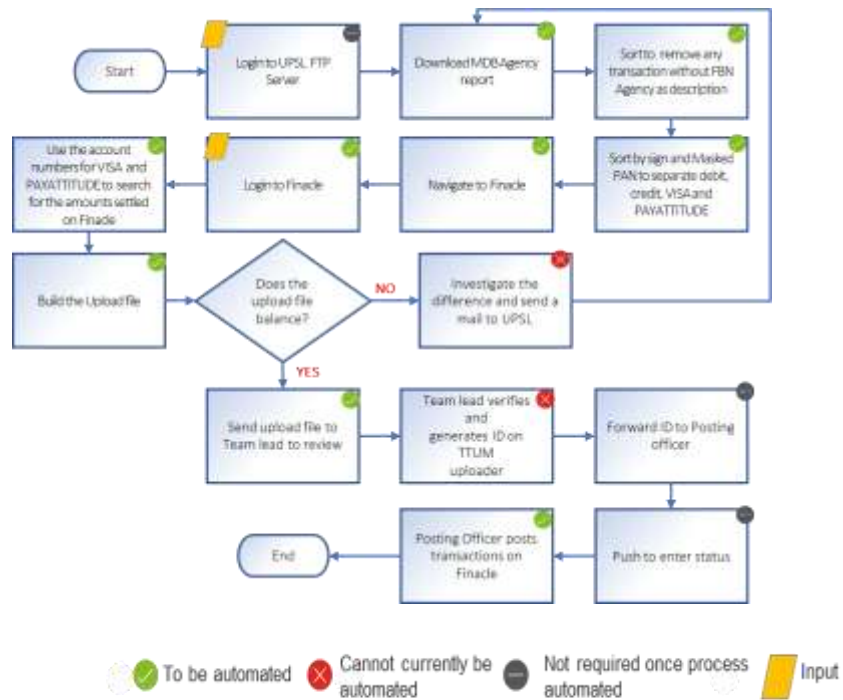 Start
Login to UPSL FTP
Server
Download MDB Agency
report
Sort to remove any
transaction without FBN
Agency as description
Use the account
numbers for VISA and
PAYATTITUDE to search
for the amounts settled
on Finacle
Login to Finacle
Navigate to Finacle
Sort by sign and Masked
PAN to separate debit,
credit, VISA and
PAYATTITUDE
Build the Upload file
Does the
upload file
balance?
NO
Investigate the
difference and send a
mail to UPSL
YES
Send upload file to
Team lead to review
Team lead verifies
and
generates ID on
TTUM
uploader
Forward ID to Posting
officer
End
Posting Officer posts
transactions on
Finacle
Push to enter status
To be automated
Cannot currently be
automated
Not required once process
automated
Input